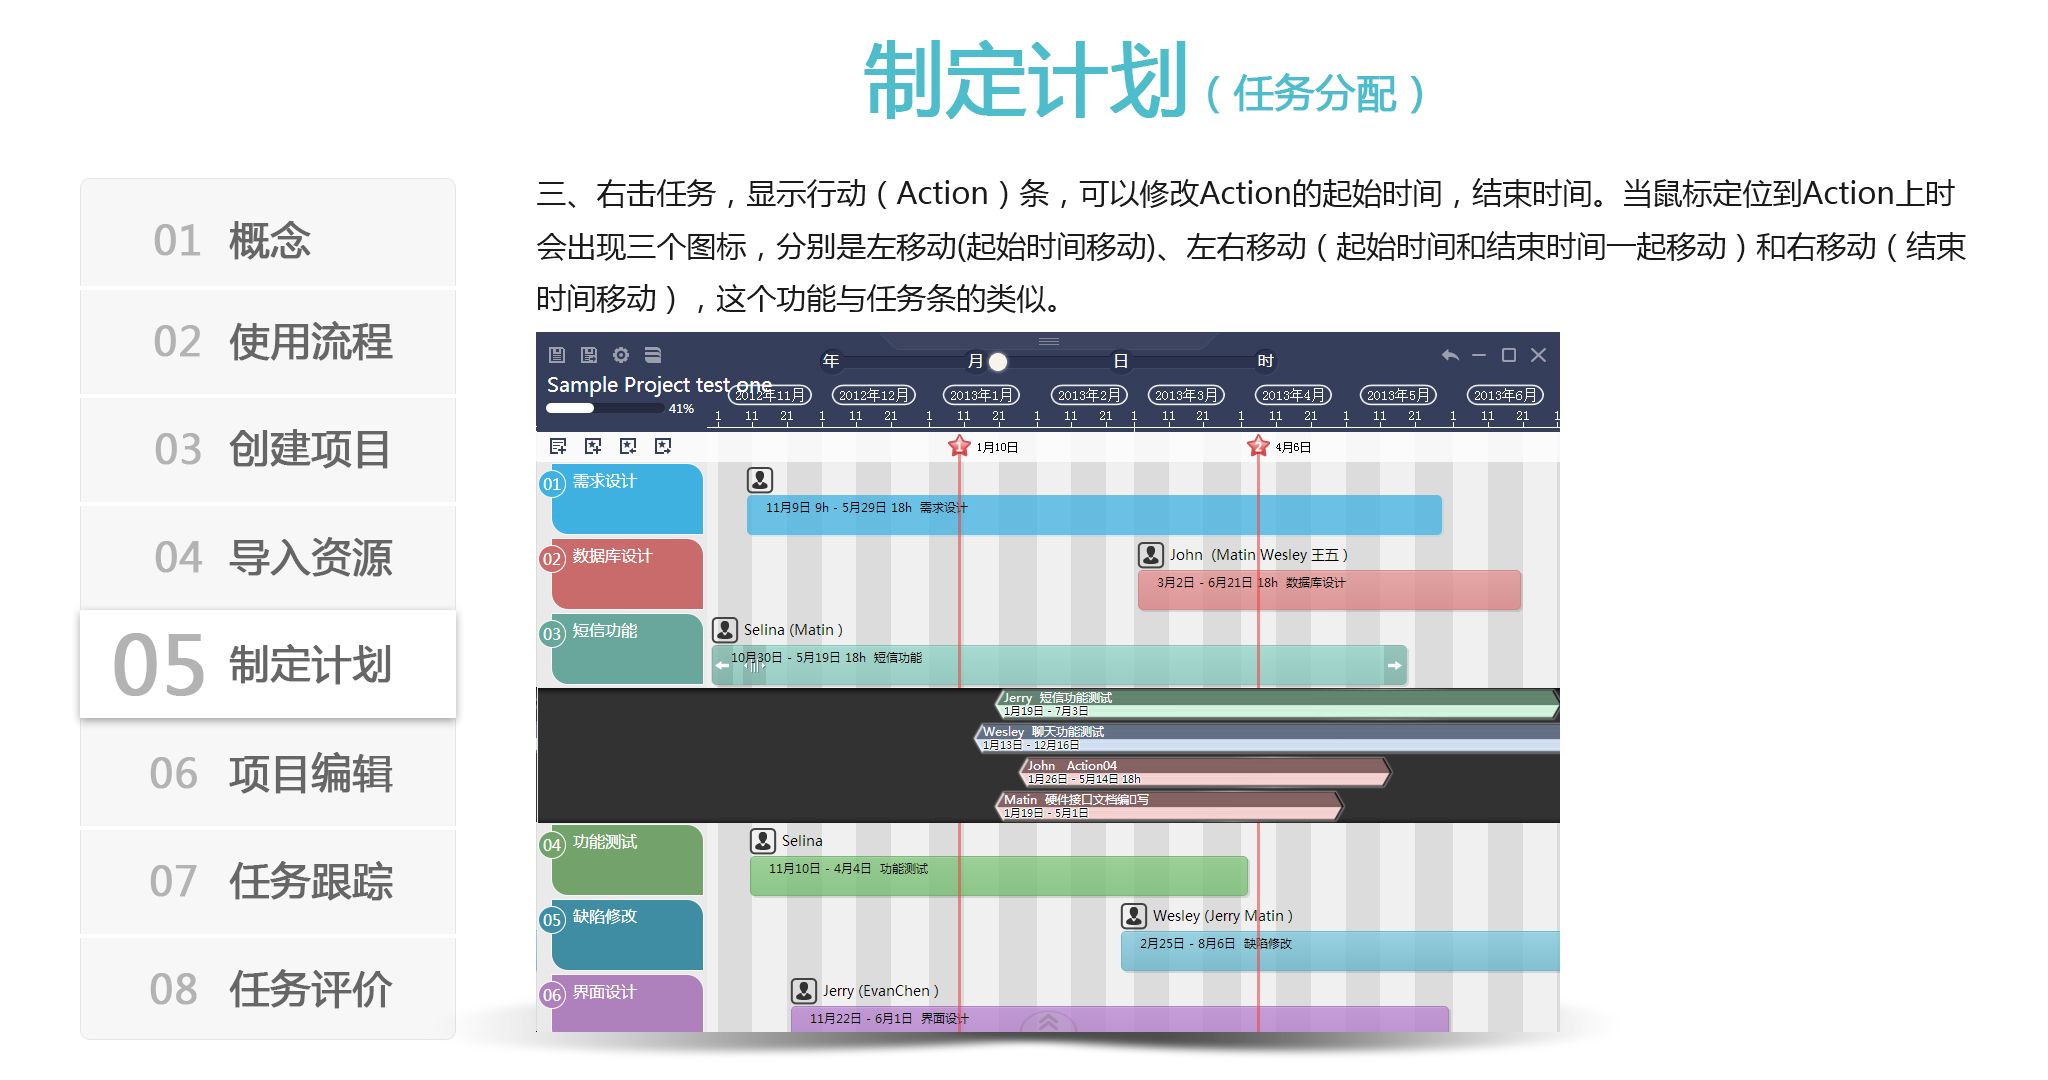 制定计划（任务分配）
01 概念
02 使用流程
03 创建项目
04 导入资源
05 制定计划
06 项目编辑
07 任务跟踪
08 任务评价
三、右击任务，显示行动（Action）条，可以修改Action的起始时间，结束时间。当鼠标定位到Action上时
会出现三个图标，分别是左移动(起始时间移动)、左右移动（起始时间和结束时间一起移动）和右移动（结束
时间移动），这个功能与任务条的类似。
年 月 日 时
Sample Project test one
41%
2012年11月 2012年12月 2013年1月 2013年2月 2013年3月 2013年4月 2013年5月 2013年6月
1 11 21 1 11 21 1 11 21 1 11 21 1 11 21 1 11 21 1 11 21 1 11 21 1
1 1月10日 2 4月6日
01 需求设计
11月9日 9h - 5月29日 18h 需求设计
02 数据库设计
John (Matin Wesley 王五 )
3月2日 - 6月21日 18h 数据库设计
03 短信功能
Selina (Matin )
10月30日 - 5月19日 18h 短信功能
Jerry 短信功能测试
1月19日 - 7月3日
Wesley 聊天功能测试
1月13日 - 12月16日
John Action04
1月26日 - 5月14日 18h
Matin 硬件接口文档编写
1月19日 - 5月1日
04 功能测试
Selina
11月10日 - 4月4日 功能测试
05 缺陷修改
Wesley (Jerry Matin )
2月25日 - 8月6日 缺陷修改
06 界面设计
Jerry (EvanChen )
11月22日 - 6月1日 界面设计